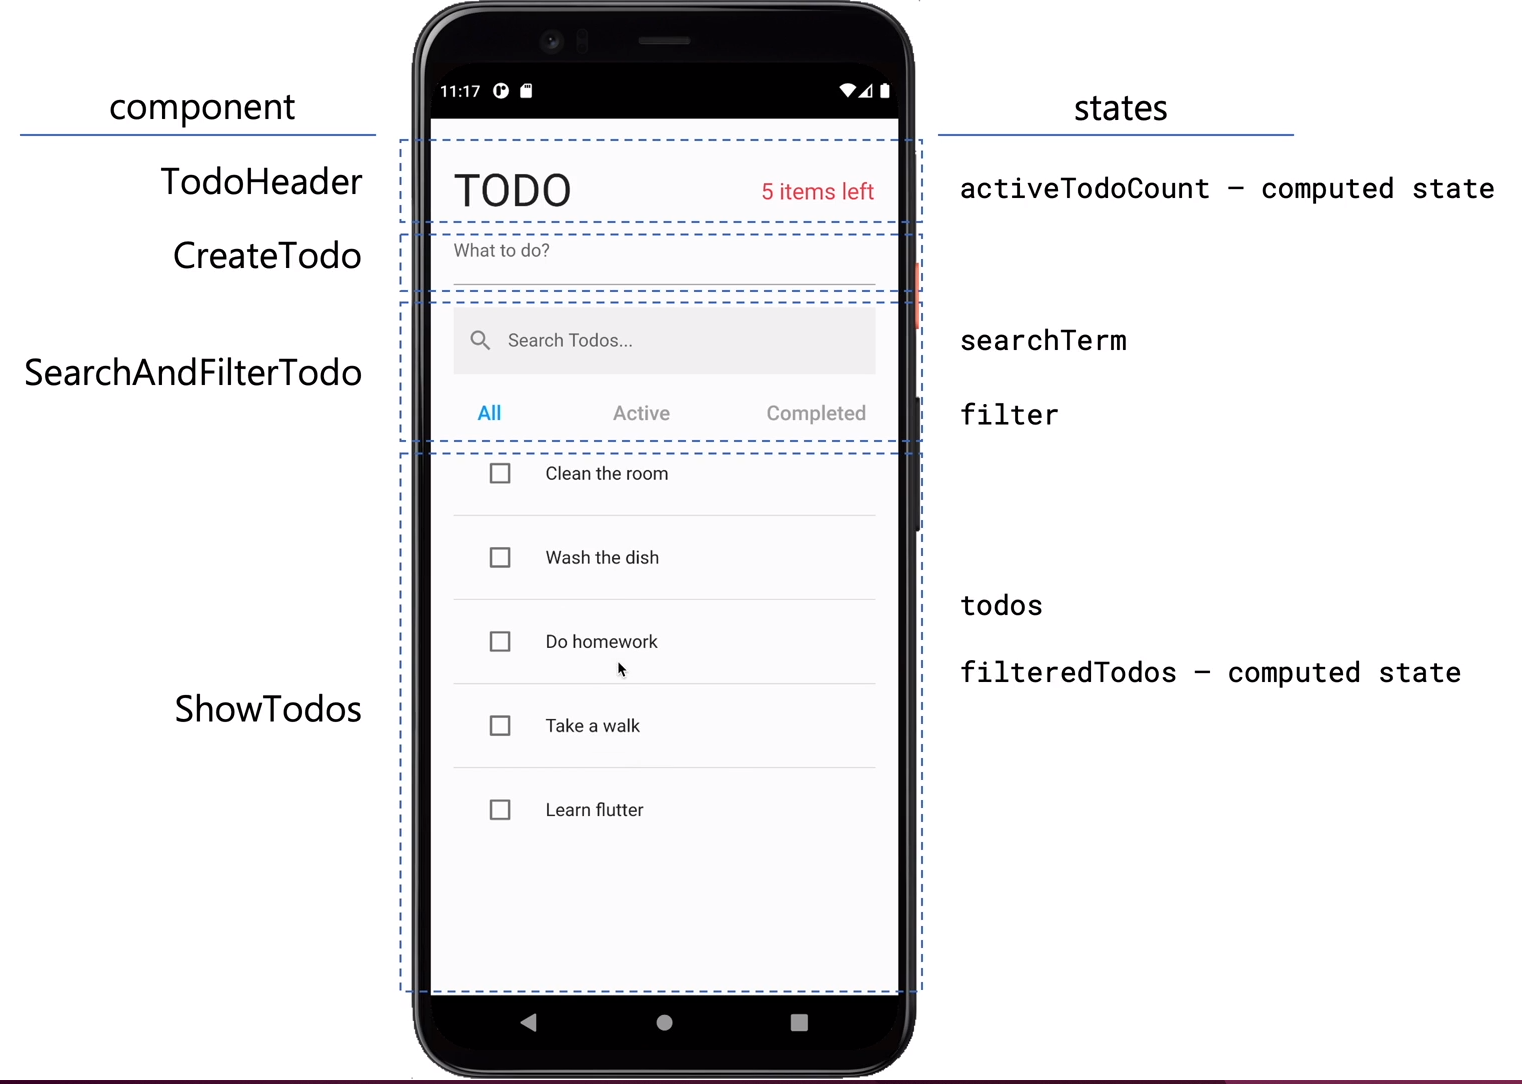 11:17
component
states
TodoHeader
TODO
5 items left
activeTodoCount – computed state
CreateTodo
What to do?
SearchAndFilterTodo
Search Todos...
searchTerm
All
Active
Completed
filter
ShowTodos
Clean the room
Wash the dish
Do homework
Take a walk
Learn flutter
todos
filteredTodos – computed state